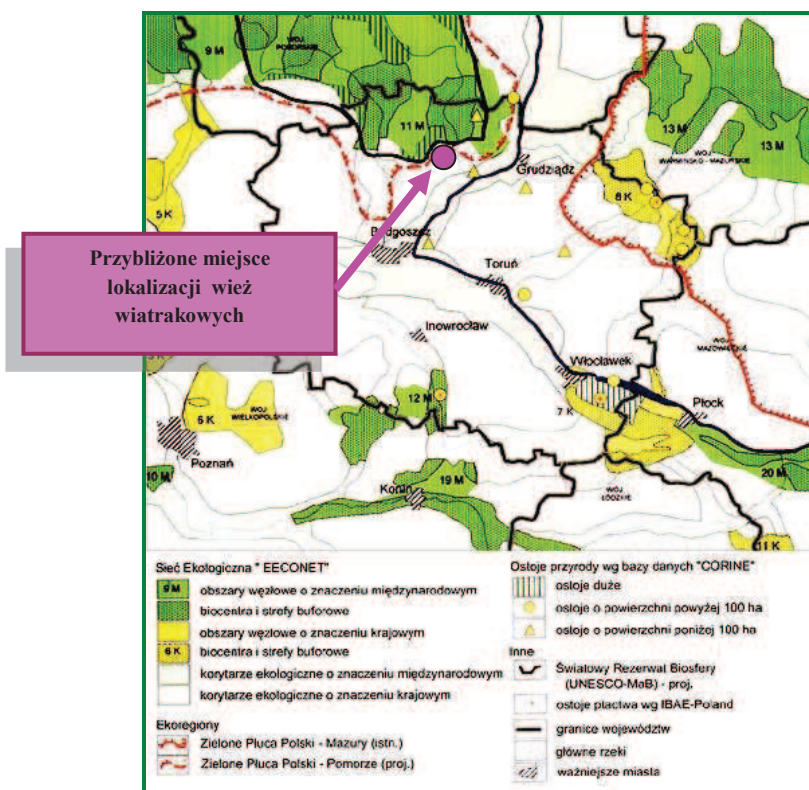 9 M
WOJ
POMORSKIE
11 M
13 M
13 M
WOJ
WARMIŃSKO - MAZURSKIE
Grudziądz
8 K
5 K
Bydgoszcz
Przybliżone miejsce
lokalizacji wież
wiatrakowych
Toruń
Inowrocław
WOJ
MAZOWIECKIE
Włocławek
12 M
Płock
7 K
6 K
WOJ
WIELKOPOLSKIE
Poznań
10 M
19 M
20 M
Konin
WOJ
ŁÓDZKIE
11 K
Sieć Ekologiczna " EECONET"
9 M obszary węzłowe o znaczeniu międzynarodowym
biocentra i strefy buforowe
obszary węzłowe o znaczeniu krajowym
6 K biocentra i strefy buforowe
korytarze ekologiczne o znaczeniu międzynarodowym
korytarze ekologiczne o znaczeniu krajowym
Ekoregiony
Zielone Płuca Polski - Mazury (istn.)
Zielone Płuca Polski - Pomorze (proj.)
Ostoje przyrody wg bazy danych "CORINE"
ostoje duże
ostoje o powierzchni powyżej 100 ha
ostoje o powierzchni poniżej 100 ha
Inne
Światowy Rezerwat Biosfery
(UNESCO-MaB) - proj.
ostoje ptactwa wg IBAE-Poland
granice województw
główne rzeki
ważniejsze miasta